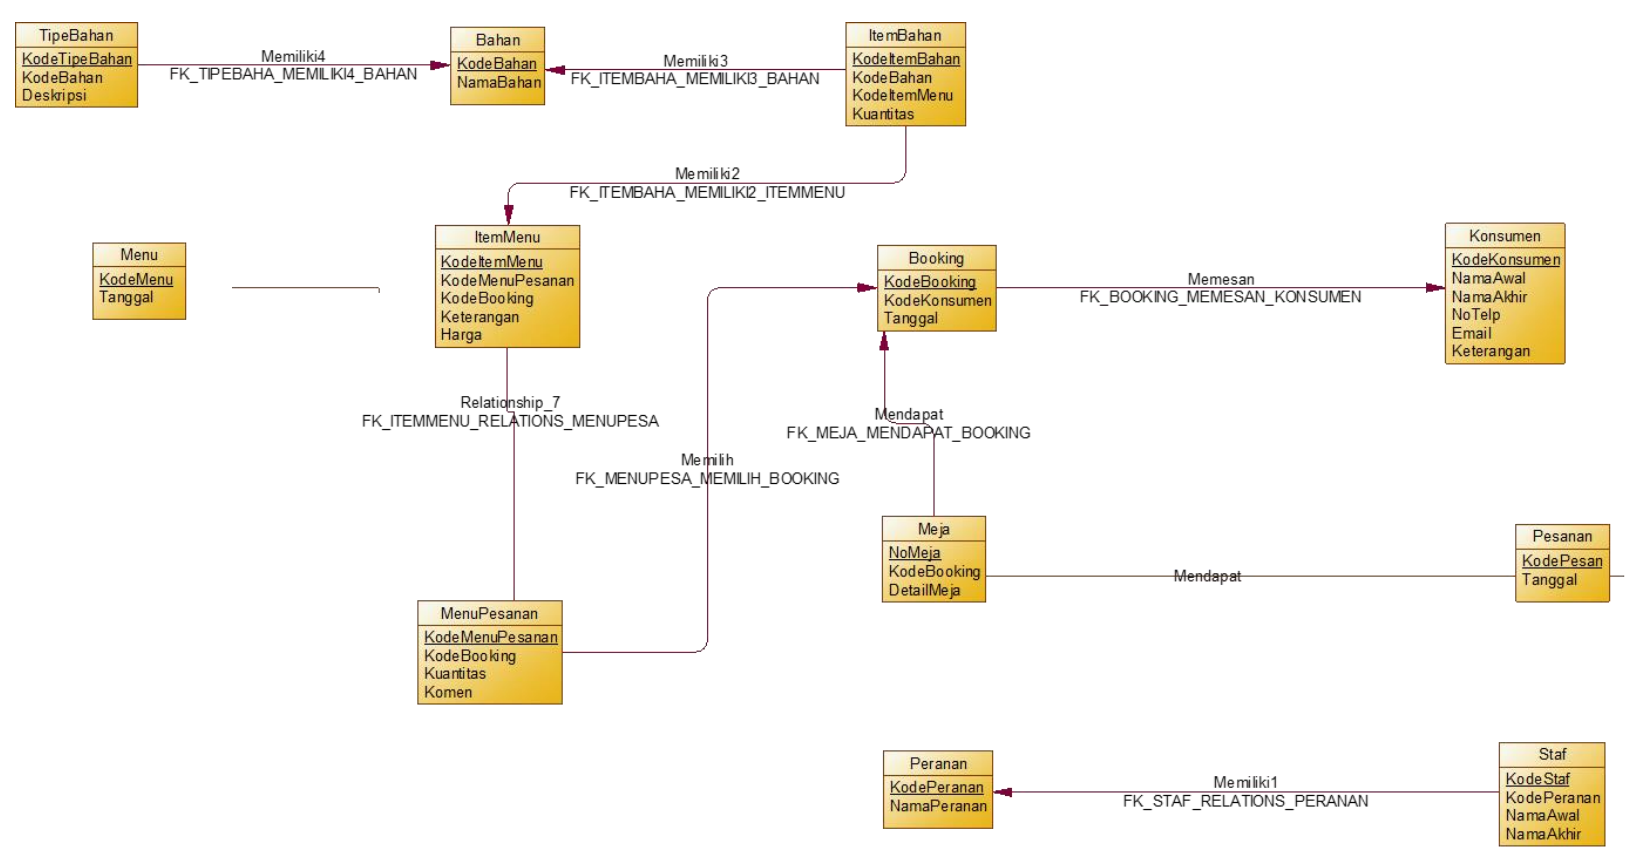 TipeBahan
KodeTipeBahan
KodeBahan
Deskripsi
Memiliki4
FK_TIPEBAHA_MEMILIKI4_BAHAN
Bahan
KodeBahan
NamaBahan
Memiliki3
FK_ITEMBAHA_MEMILIKI3_BAHAN
ItemBahan
KodeItemBahan
KodeBahan
KodeItemMenu
Kuantitas
Memiliki2
FK_ITEMBAHA_MEMILIKI2_ITEMMENU
Menu
KodeMenu
Tanggal
ItemMenu
KodeItemMenu
KodeMenuPesanan
KodeBooking
Keterangan
Harga
Booking
KodeBooking
KodeKonsumen
Tanggal
Memesan
FK_BOOKING_MEMESAN_KONSUMEN
Konsumen
KodeKonsumen
NamaAwal
NamaAkhir
NoTelp
Email
Keterangan
Relationship_7
FK_ITEMMENU_RELATIONS_MENUPESA
Mendapat
FK_MEJA_MENDAPAT_BOOKING
Memilih
FK_MENUPESA_MEMILIH_BOOKING
Meja
NoMeja
KodeBooking
DetailMeja
Mendapat
Pesanan
KodePesan
Tanggal
MenuPesanan
KodeMenuPesanan
KodeBooking
Kuantitas
Komen
Peranan
KodePeranan
NamaPeranan
Memiliki1
FK_STAF_RELATIONS_PERANAN
Staf
KodeStaf
KodePeranan
NamaAwal
NamaAkhir